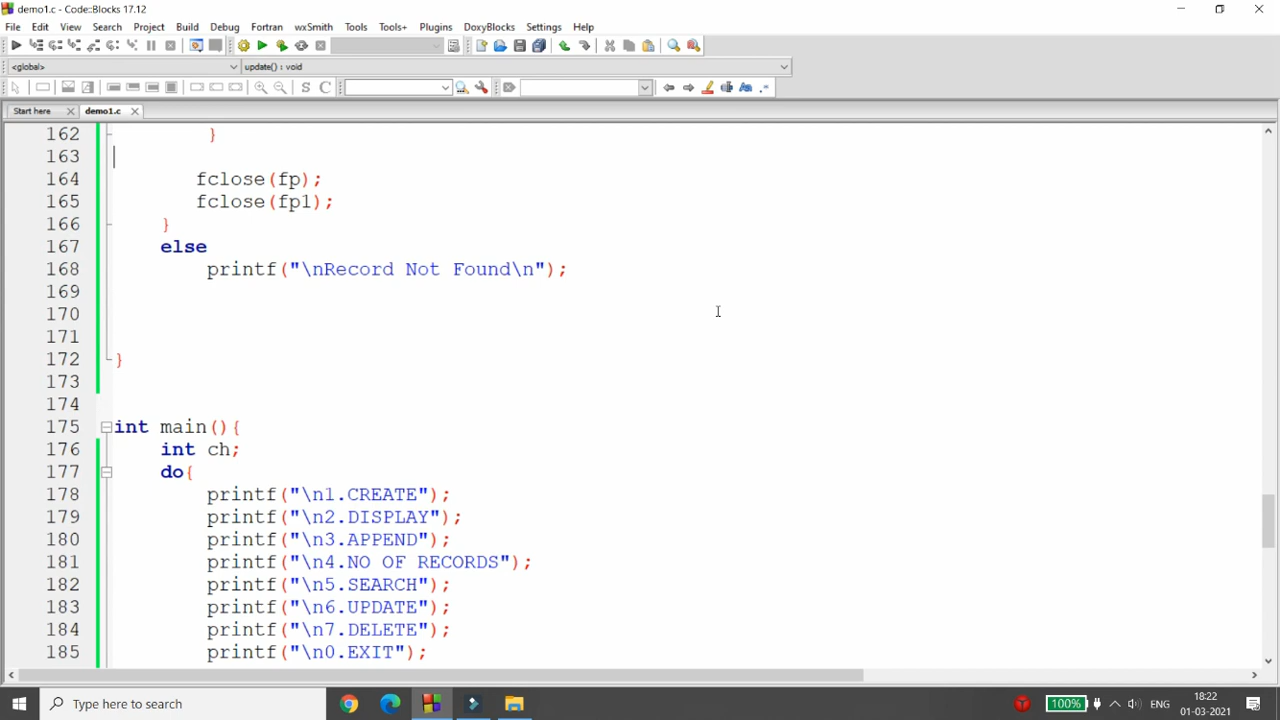 demo1.c - Code::Blocks 17.12
File Edit View Search Project Build Debug Fortran wxSmith Tools Tools+ Plugins DoxyBlocks Settings Help
<global> update() : void
S C
Start here demo1.c
162 }
163
164 fclose(fp);
165 fclose(fp1);
166 }
167 else
168 printf("\nRecord Not Found\n");
169
170
171
172 }
173
174
175 int main(){
176 int ch;
177 do{
178 printf("\n1.CREATE");
179 printf("\n2.DISPLAY");
180 printf("\n3.APPEND");
181 printf("\n4.NO OF RECORDS");
182 printf("\n5.SEARCH");
183 printf("\n6.UPDATE");
184 printf("\n7.DELETE");
185 printf("\n0.EXIT");
Type here to search 100% ENG 18:22
01-03-2021